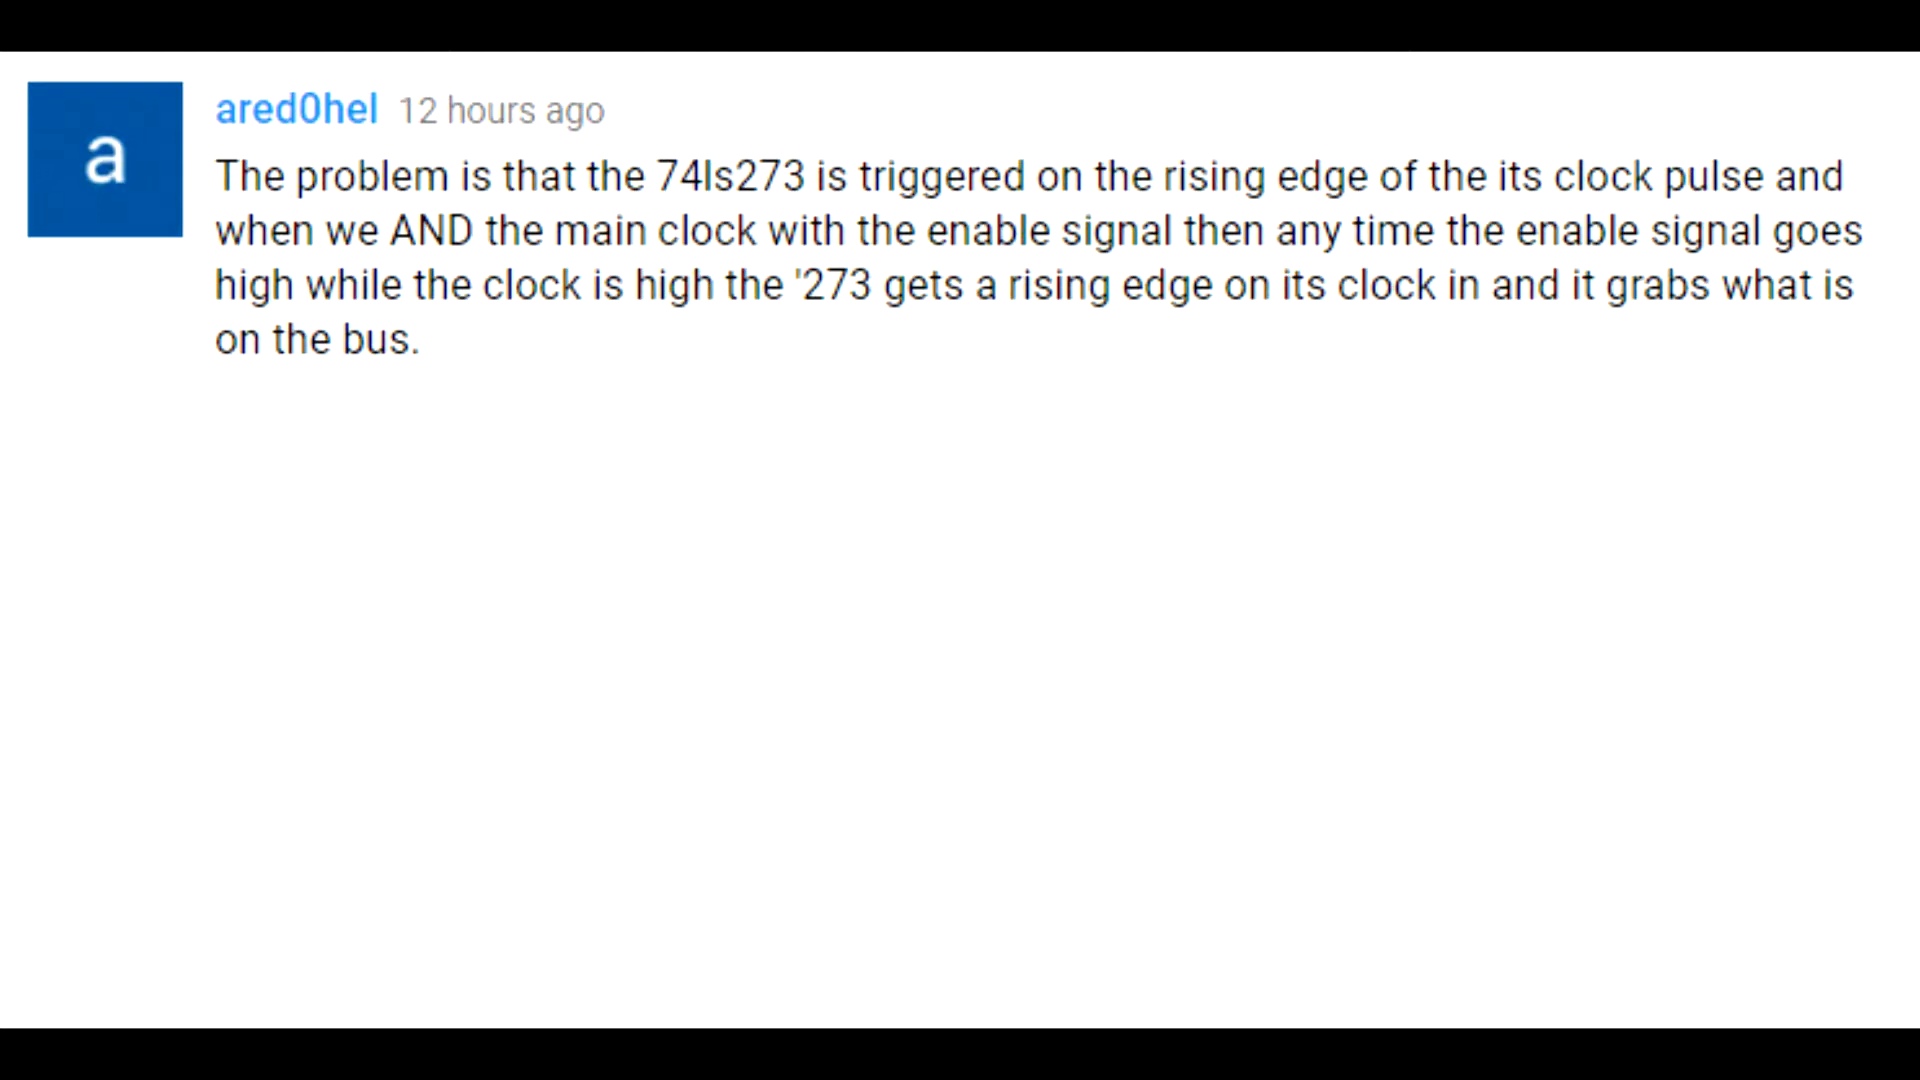 a
ared0hel 12 hours ago
The problem is that the 74ls273 is triggered on the rising edge of the its clock pulse and
when we AND the main clock with the enable signal then any time the enable signal goes
high while the clock is high the '273 gets a rising edge on its clock in and it grabs what is
on the bus.